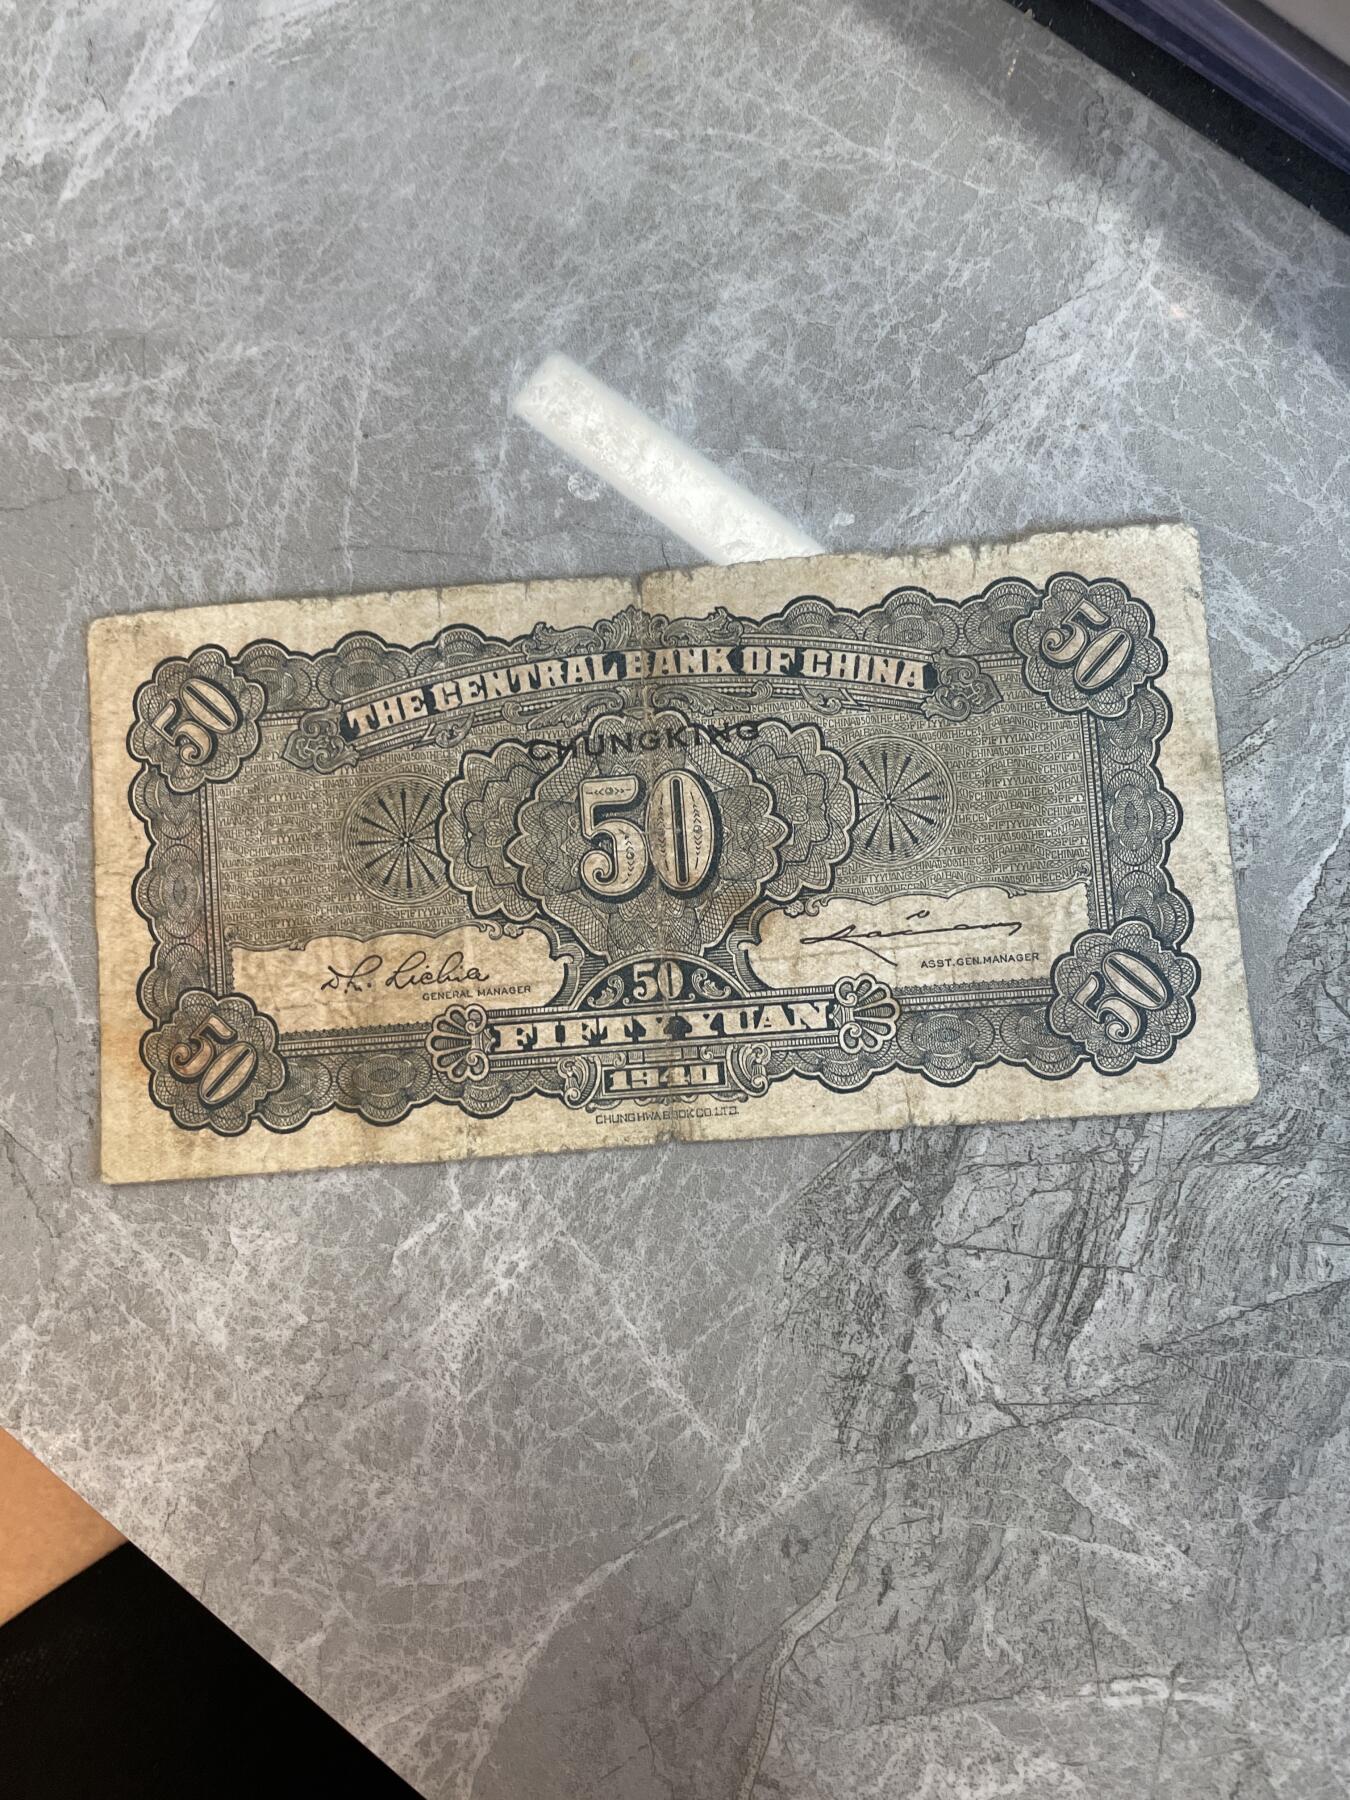 THE CENTRAL BANK OF CHINA
50
50
CHUNGKING
50
GENERAL MANAGER
ASST. GEN. MANAGER
50
FIFTY YUAN
50
50
1940
CHUNG HWA BOOK CO. LTD.